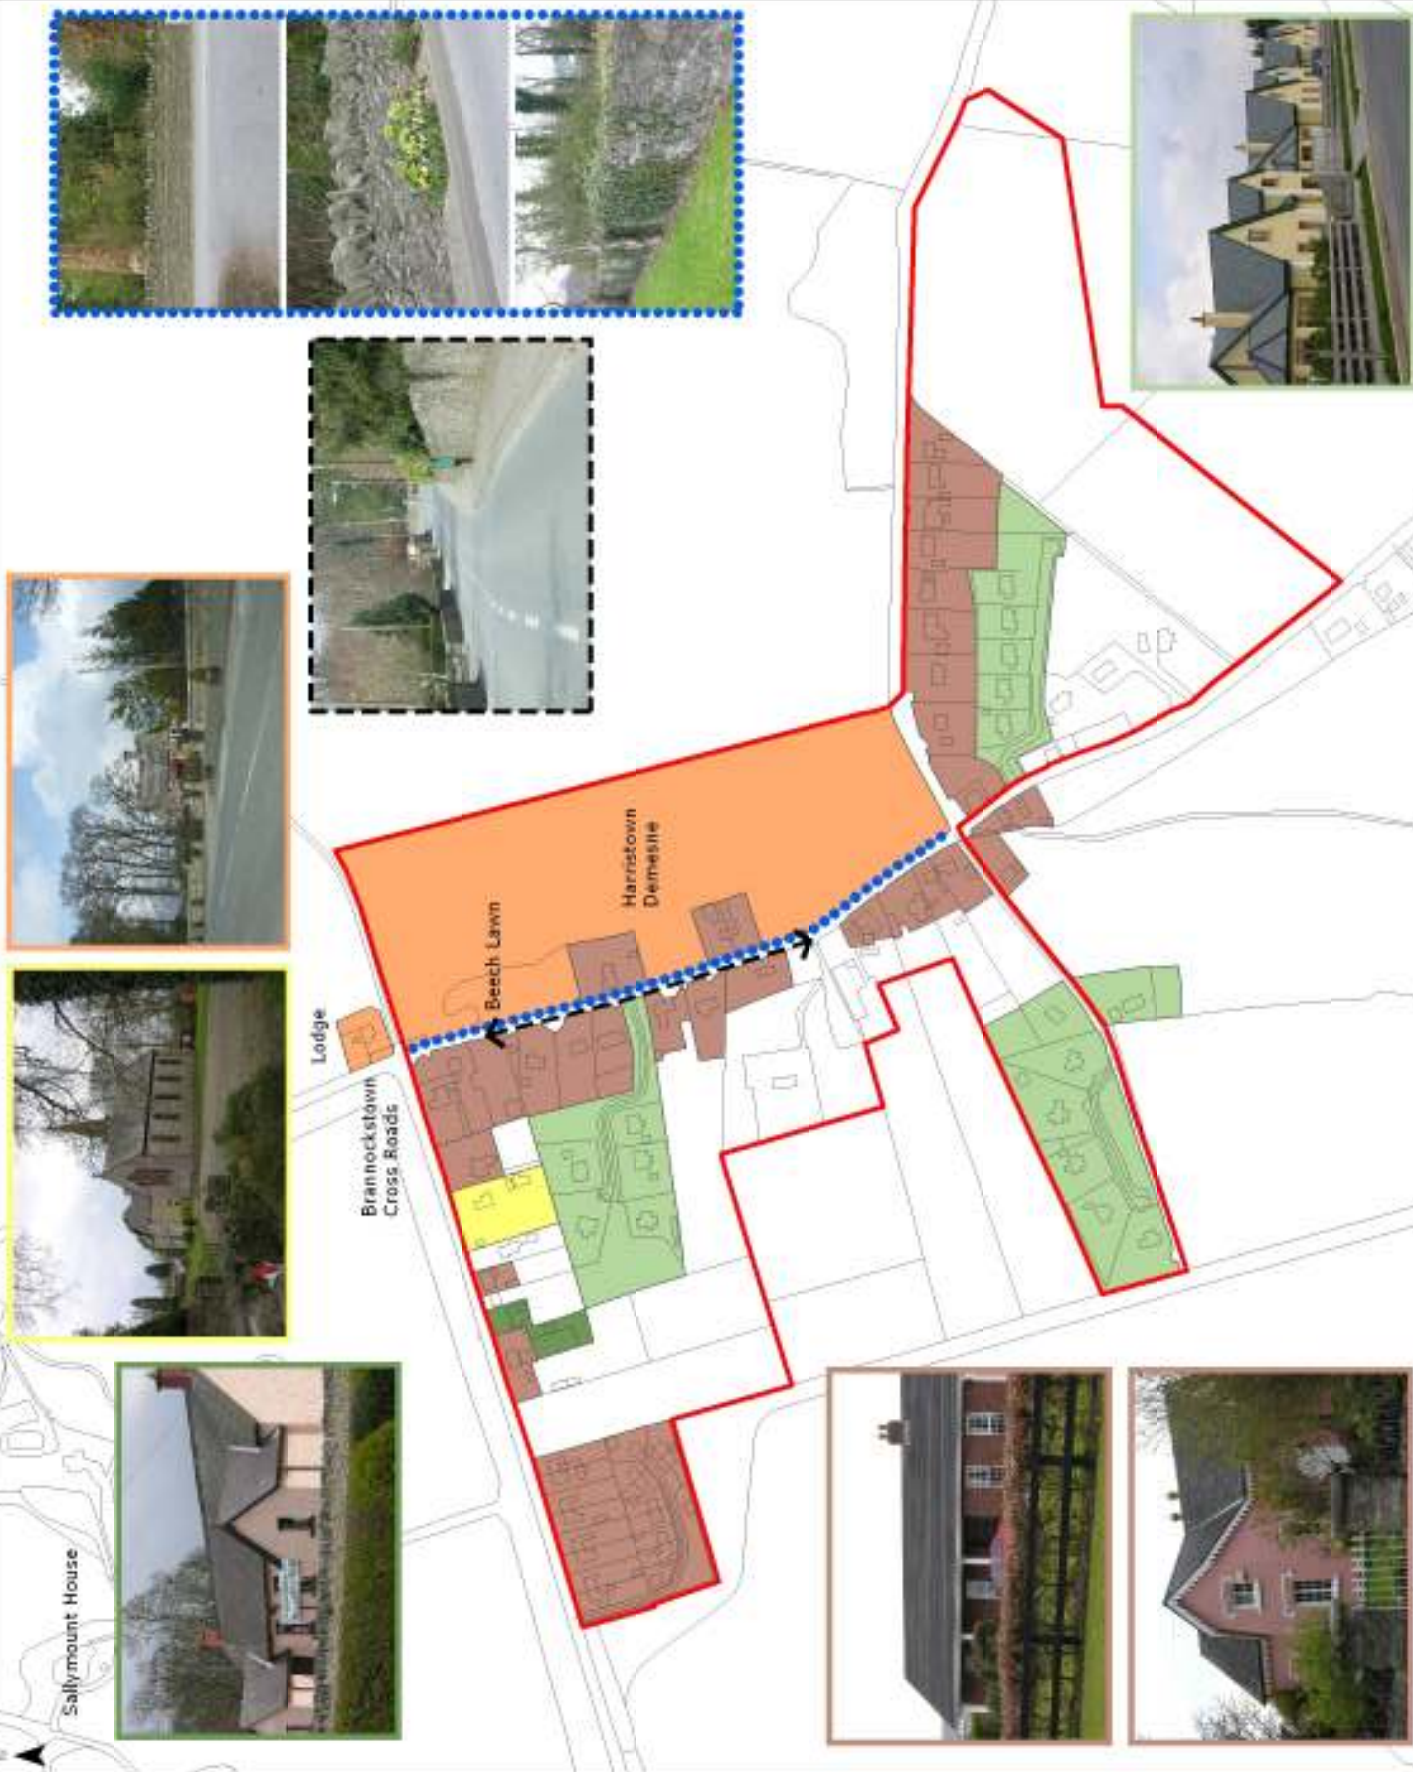 Sallymount House
Lodge
Brannockstown
Cross Roads
Beech Lawn
Harristown
Demesne